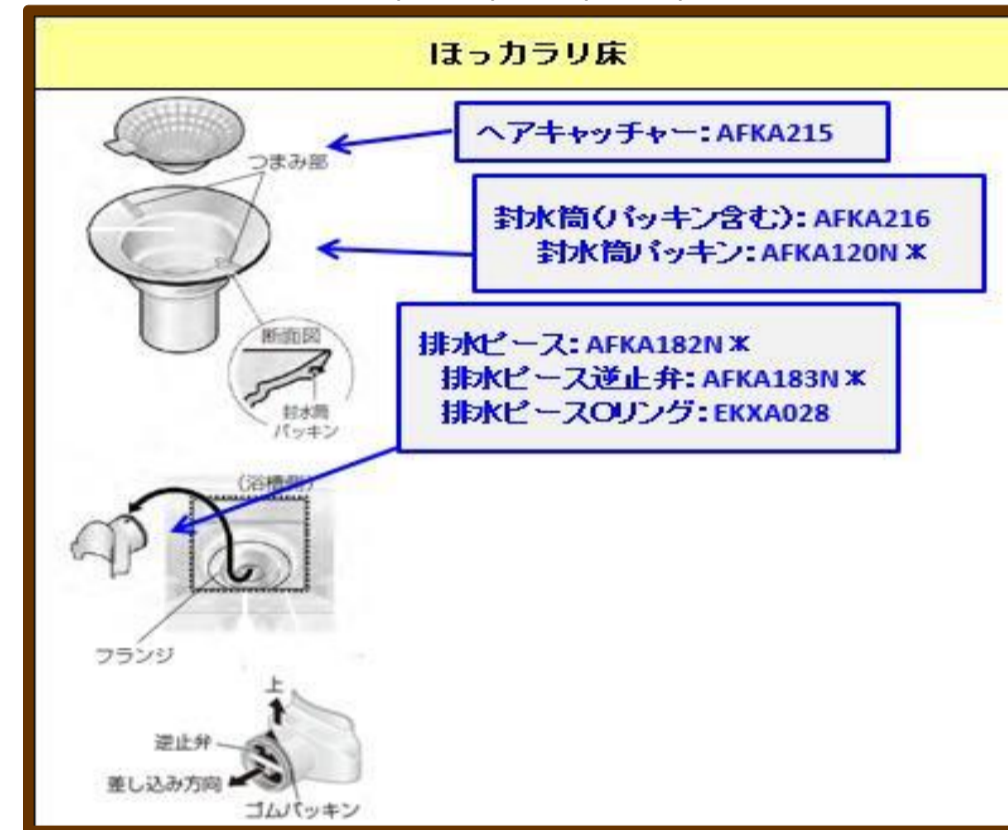 ほっカラリ床
ヘアキャッチャー：AFKA215
つまみ部
封水筒（パッキン含む）：AFKA216
封水筒パッキン：AFKA120N＊
断面図
封水筒
パッキン
排水ピース：AFKA182N＊
排水ピース逆止弁：AFKA183N＊
排水ピースOリング：EKXA028
（浴槽側）
フランジ
上
逆止弁
差し込み方向
ゴムパッキン